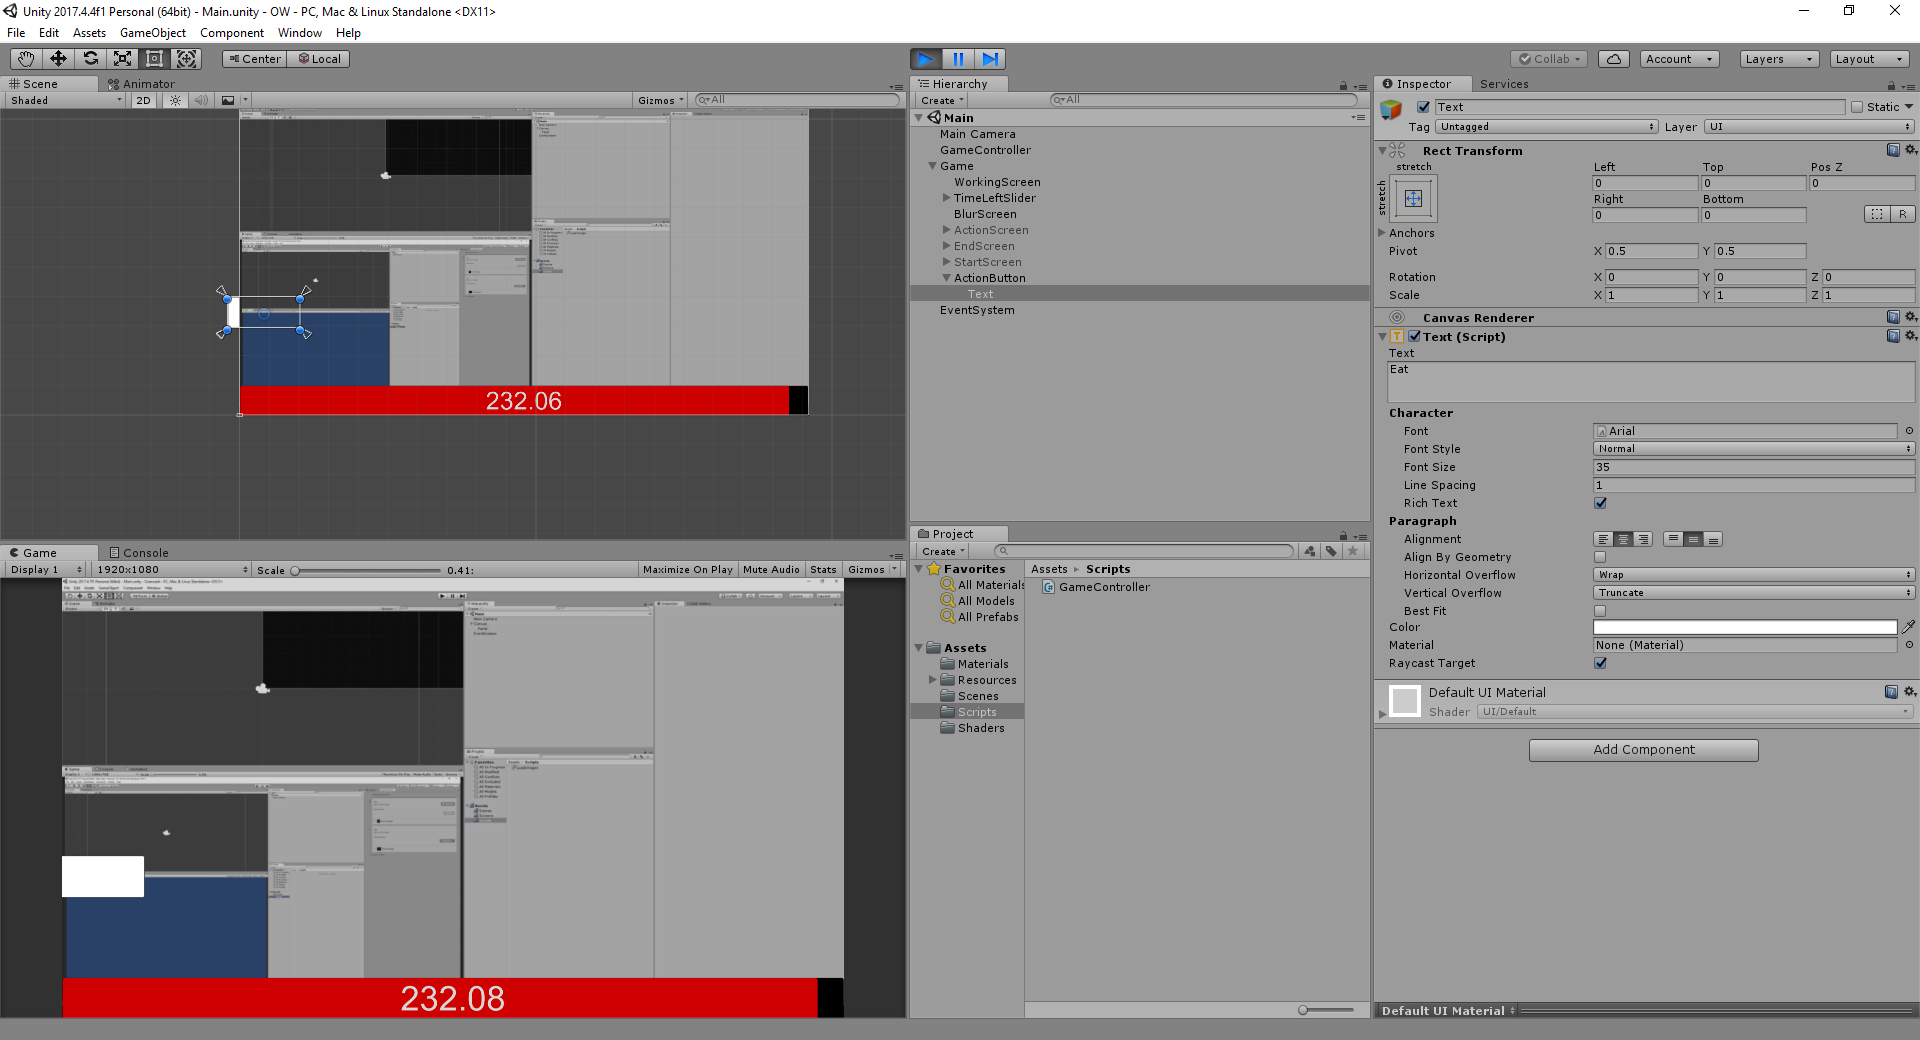 Unity 2017.4.4f1 Personal (64bit) - Main.unity - OW - PC, Mac & Linux Standalone <DX11>
File Edit Assets GameObject Component Window Help
Center Local
Collab Account Layers Layout
Scene Animator
Shaded 2D Gizmos All
232.06
Game Console
Display 1 1920x1080 Scale 0.41: Maximize On Play Mute Audio Stats Gizmos
232.08
Hierarchy
Create All
Main
Main Camera
GameController
Game
WorkingScreen
TimeLeftSlider
BlurScreen
ActionScreen
EndScreen
StartScreen
ActionButton
Text
EventSystem
Project
Create
Favorites
All Materials
All Models
All Prefabs
Assets
Materials
Resources
Scenes
Scripts
Shaders
Assets Scripts
GameController
Inspector Services
Text Static
Tag Untagged Layer UI
Rect Transform
stretch Left Top Pos Z
stretch 0 0 0
Right Bottom
0 0 R
Anchors
Pivot X 0.5 Y 0.5
Rotation X 0 Y 0 Z 0
Scale X 1 Y 1 Z 1
Canvas Renderer
Text (Script)
Text
Eat
Character
Font Arial
Font Style Normal
Font Size 35
Line Spacing 1
Rich Text
Paragraph
Alignment
Align By Geometry
Horizontal Overflow Wrap
Vertical Overflow Truncate
Best Fit
Color
Material None (Material)
Raycast Target
Default UI Material
Shader UI/Default
Add Component
Default UI Material